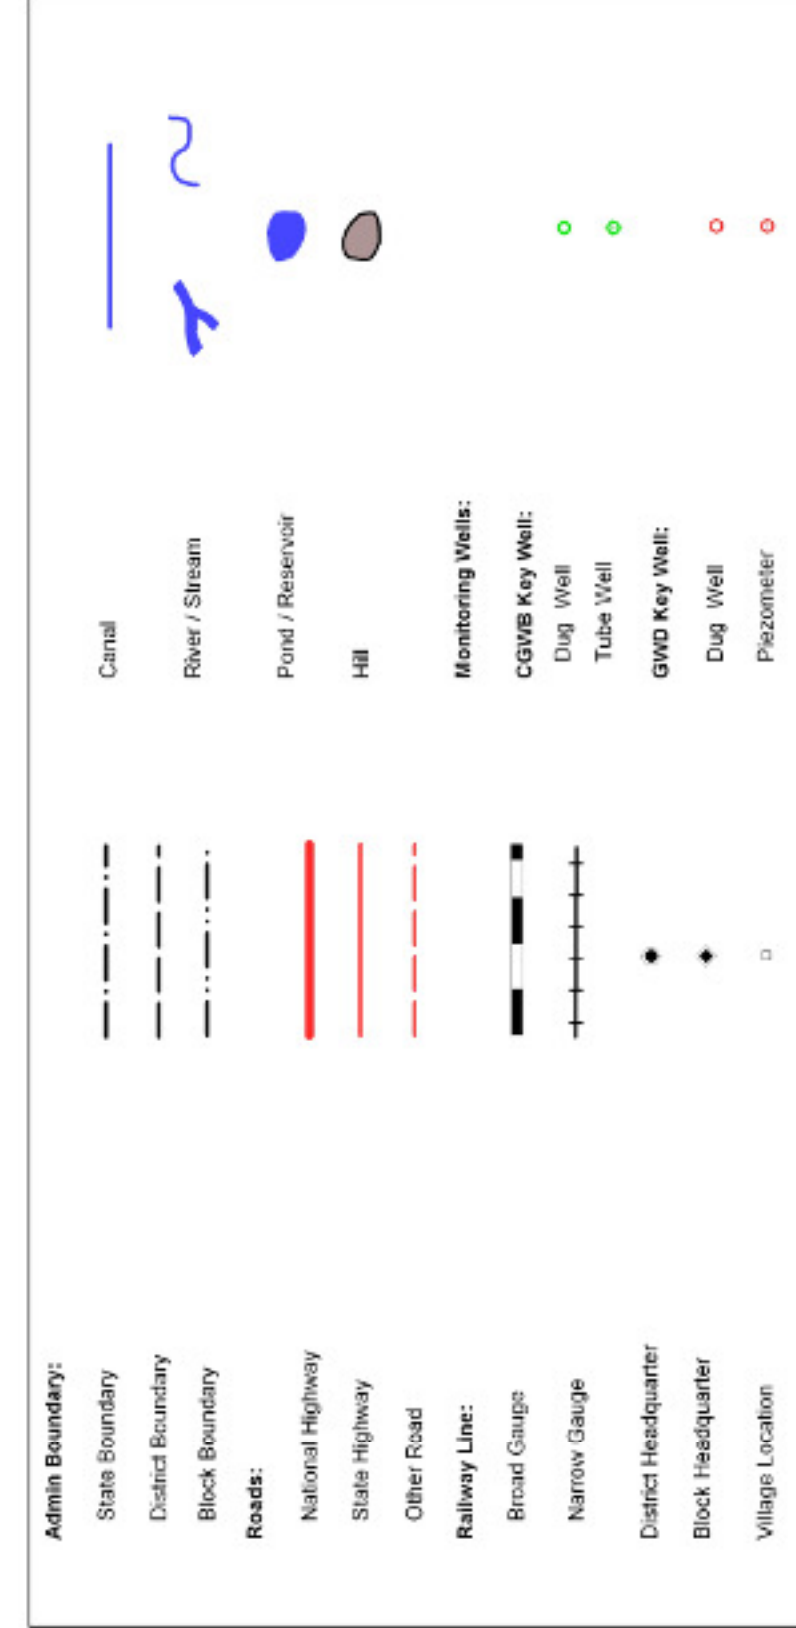 Admin Boundary:
State Boundary
District Boundary
Block Boundary
Roads:
National Highway
State Highway
Other Road
Railway Line:
Broad Gauge
Narrow Gauge
District Headquarter
Block Headquarter
Village Location
Canal
River / Stream
Pond / Reservoir
Hill
Monitoring Wells:
CGWB Key Well:
Dug Well
Tube Well
GWD Key Well:
Dug Well
Piezometer